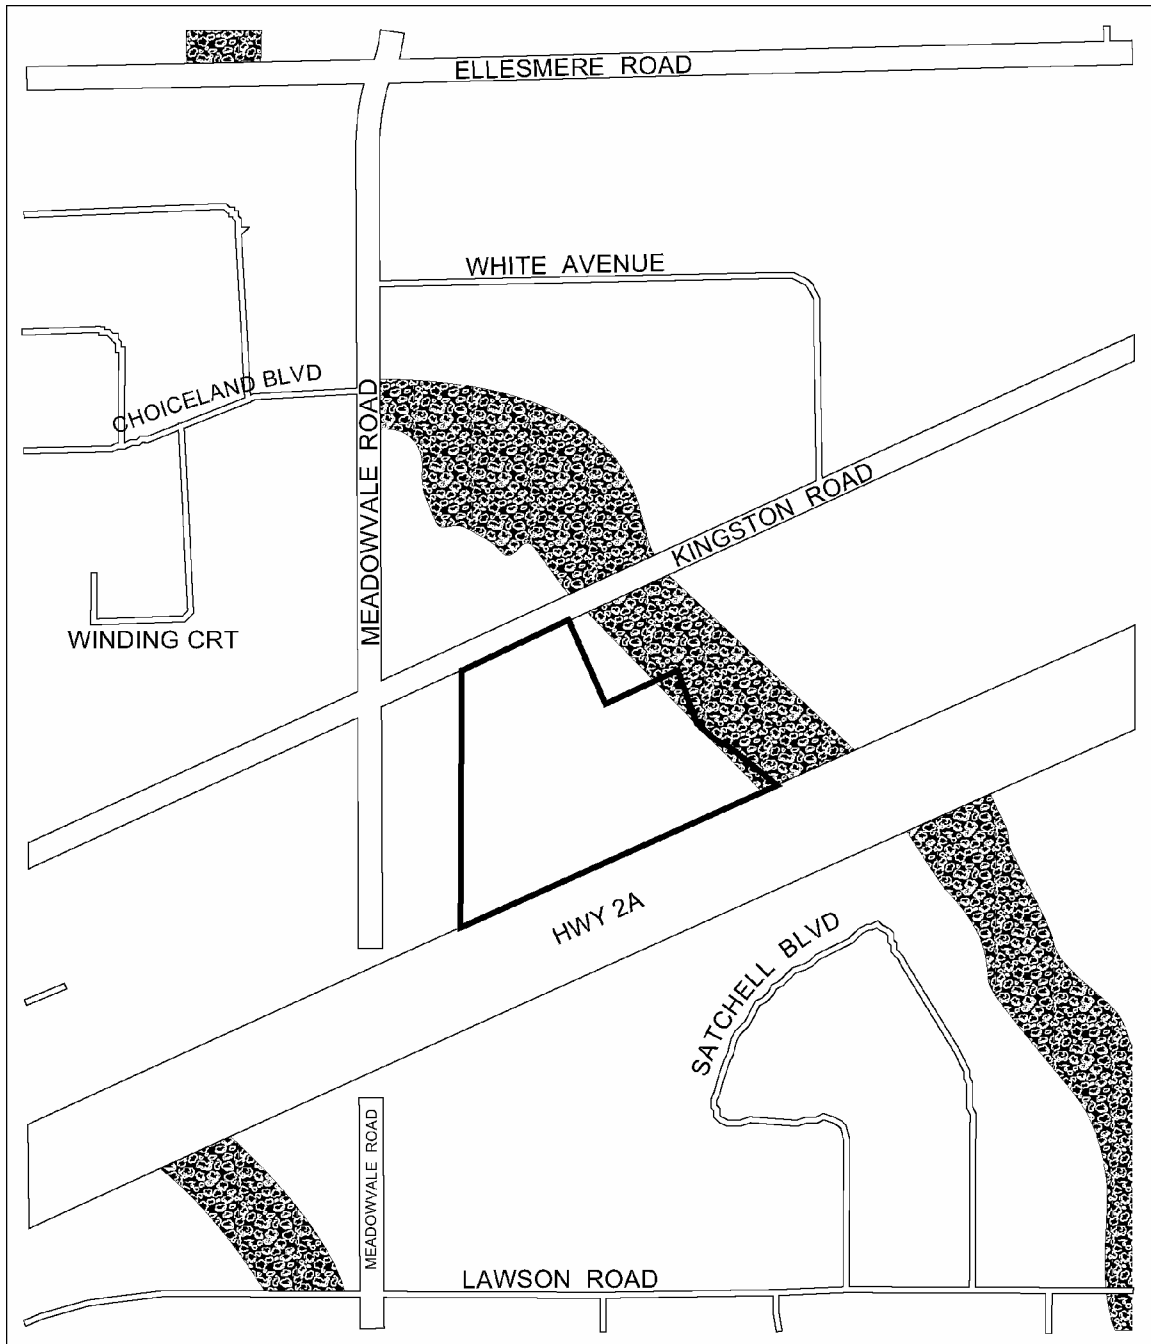 ELLESMERE ROAD
WHITE AVENUE
CHOICELAND BLVD
MEADOWVALE ROAD
KINGSTON ROAD
WINDING CRT
HWY 2A
SATCHELL BLVD
MEADOWVALE ROAD
LAWSON ROAD